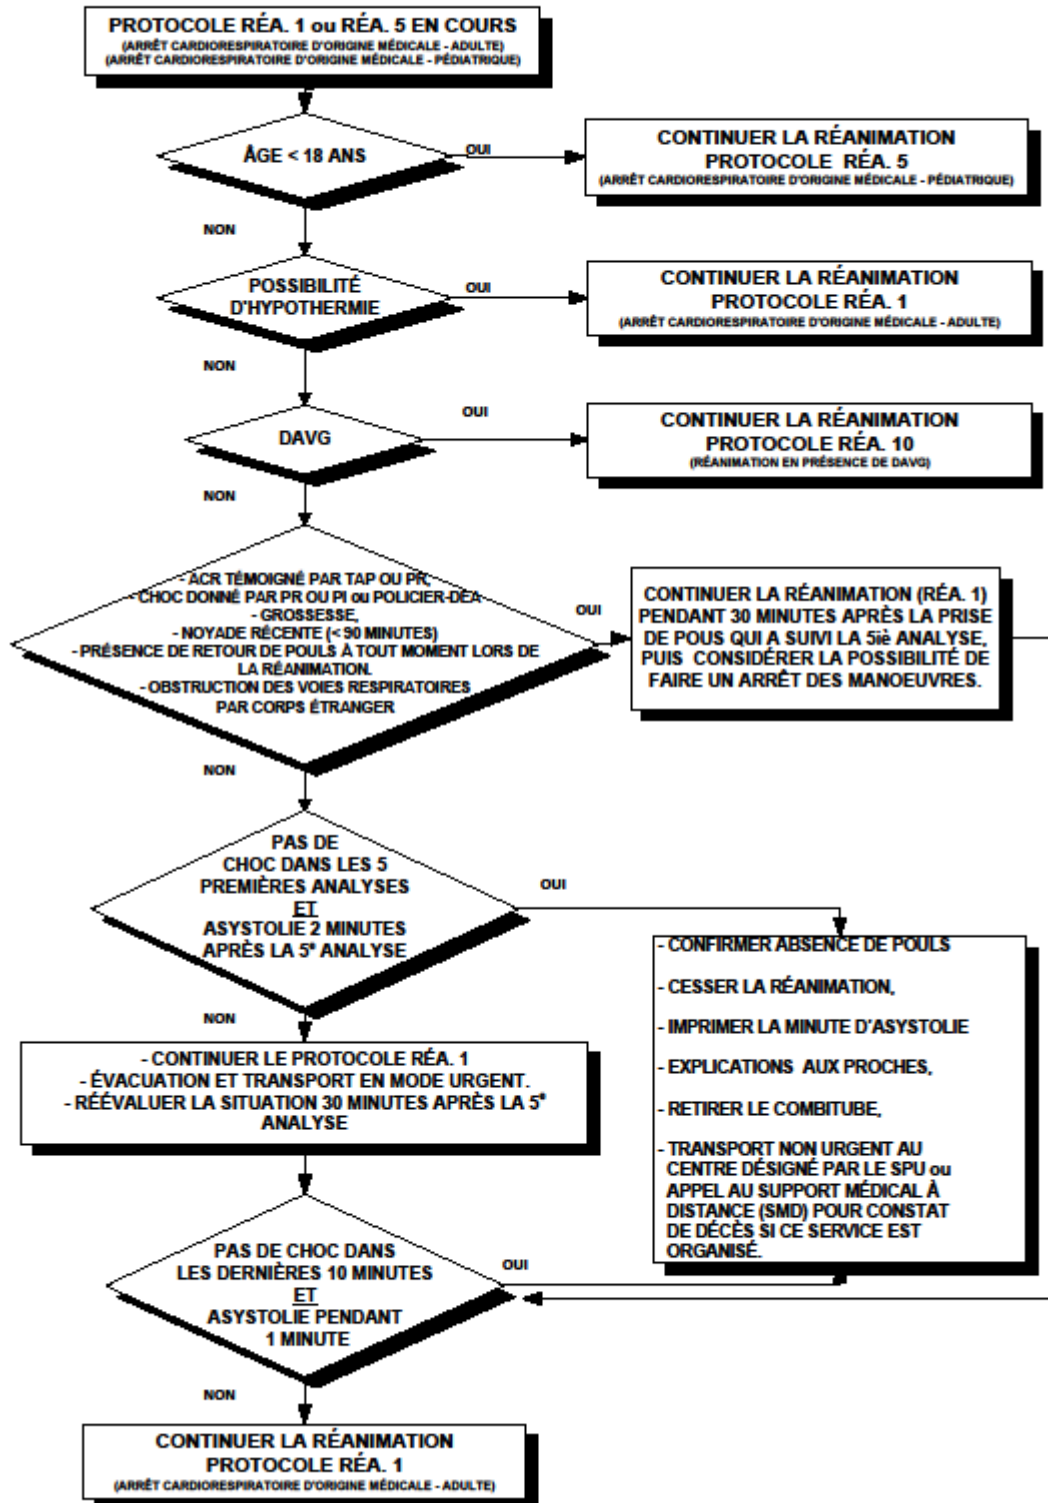 PROTOCOLE RÉA. 1 ou RÉA. 5 EN COURS
(ARRÊT CARDIORESPIRATOIRE D'ORIGINE MÉDICALE - ADULTE)
(ARRÊT CARDIORESPIRATOIRE D'ORIGINE MÉDICALE - PÉDIATRIQUE)
ÂGE < 18 ANS
OUI
CONTINUER LA RÉANIMATION
PROTOCOLE RÉA. 5
(ARRÊT CARDIORESPIRATOIRE D'ORIGINE MÉDICALE - PÉDIATRIQUE)
NON
POSSIBILITÉ
D'HYPOTHERMIE
OUI
CONTINUER LA RÉANIMATION
PROTOCOLE RÉA. 1
(ARRÊT CARDIORESPIRATOIRE D'ORIGINE MÉDICALE - ADULTE)
NON
DAVG
OUI
CONTINUER LA RÉANIMATION
PROTOCOLE RÉA. 10
(RÉANIMATION EN PRÉSENCE DE DAVG)
NON
- ACR TÉMOIGNÉ PAR TAP OU PR,
- CHOC DONNÉ PAR PR OU PI ou POLICIER-DEA
- GROSSESSE,
- NOYADE RÉCENTE (< 90 MINUTES)
- PRÉSENCE DE RETOUR DE POULS À TOUT MOMENT LORS DE
LA RÉANIMATION.
- OBSTRUCTION DES VOIES RESPIRATOIRES
PAR CORPS ÉTRANGER
OUI
CONTINUER LA RÉANIMATION (RÉA. 1)
PENDANT 30 MINUTES APRÈS LA PRISE
DE POUS QUI A SUIVI LA 5iè ANALYSE,
PUIS CONSIDÉRER LA POSSIBILITÉ DE
FAIRE UN ARRÊT DES MANOEUVRES.
NON
PAS DE
CHOC DANS LES 5
PREMIÈRES ANALYSES
ET
ASYSTOLIE 2 MINUTES
APRÈS LA 5e ANALYSE
OUI
- CONFIRMER ABSENCE DE POULS
- CESSER LA RÉANIMATION,
- IMPRIMER LA MINUTE D'ASYSTOLIE
- EXPLICATIONS AUX PROCHES,
- RETIRER LE COMBITUBE,
- TRANSPORT NON URGENT AU
CENTRE DÉSIGNÉ PAR LE SPU ou
APPEL AU SUPPORT MÉDICAL À
DISTANCE (SMD) POUR CONSTAT
DE DÉCÈS SI CE SERVICE EST
ORGANISÉ.
NON
- CONTINUER LE PROTOCOLE RÉA. 1
- ÉVACUATION ET TRANSPORT EN MODE URGENT.
- RÉÉVALUER LA SITUATION 30 MINUTES APRÈS LA 5e
ANALYSE
PAS DE CHOC DANS
LES DERNIÈRES 10 MINUTES
ET
ASYSTOLIE PENDANT
1 MINUTE
OUI
NON
CONTINUER LA RÉANIMATION
PROTOCOLE RÉA. 1
(ARRÊT CARDIORESPIRATOIRE D'ORIGINE MÉDICALE - ADULTE)